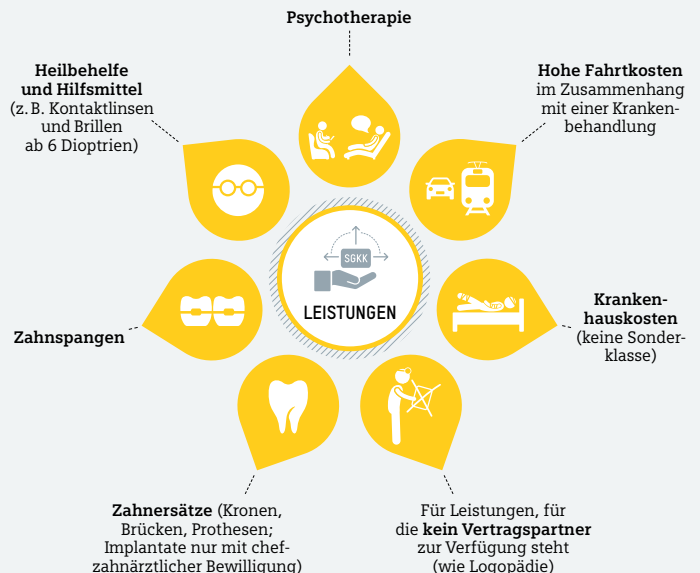 Psychotherapie
Heilbehelfe
und Hilfsmittel
(z. B. Kontaktlinsen
und Brillen
ab 6 Dioptrien)
Hohe Fahrtkosten
im Zusammenhang
mit einer Kranken-
behandlung
SGKK
LEISTUNGEN
Zahnspangen
Kranken-
hauskosten
(keine Sonder-
klasse)
Zahnersätze (Kronen,
Brücken, Prothesen;
Implantate nur mit chef-
zahnärztlicher Bewilligung)
Für Leistungen, für
die kein Vertragspartner
zur Verfügung steht
(wie Logopädie)